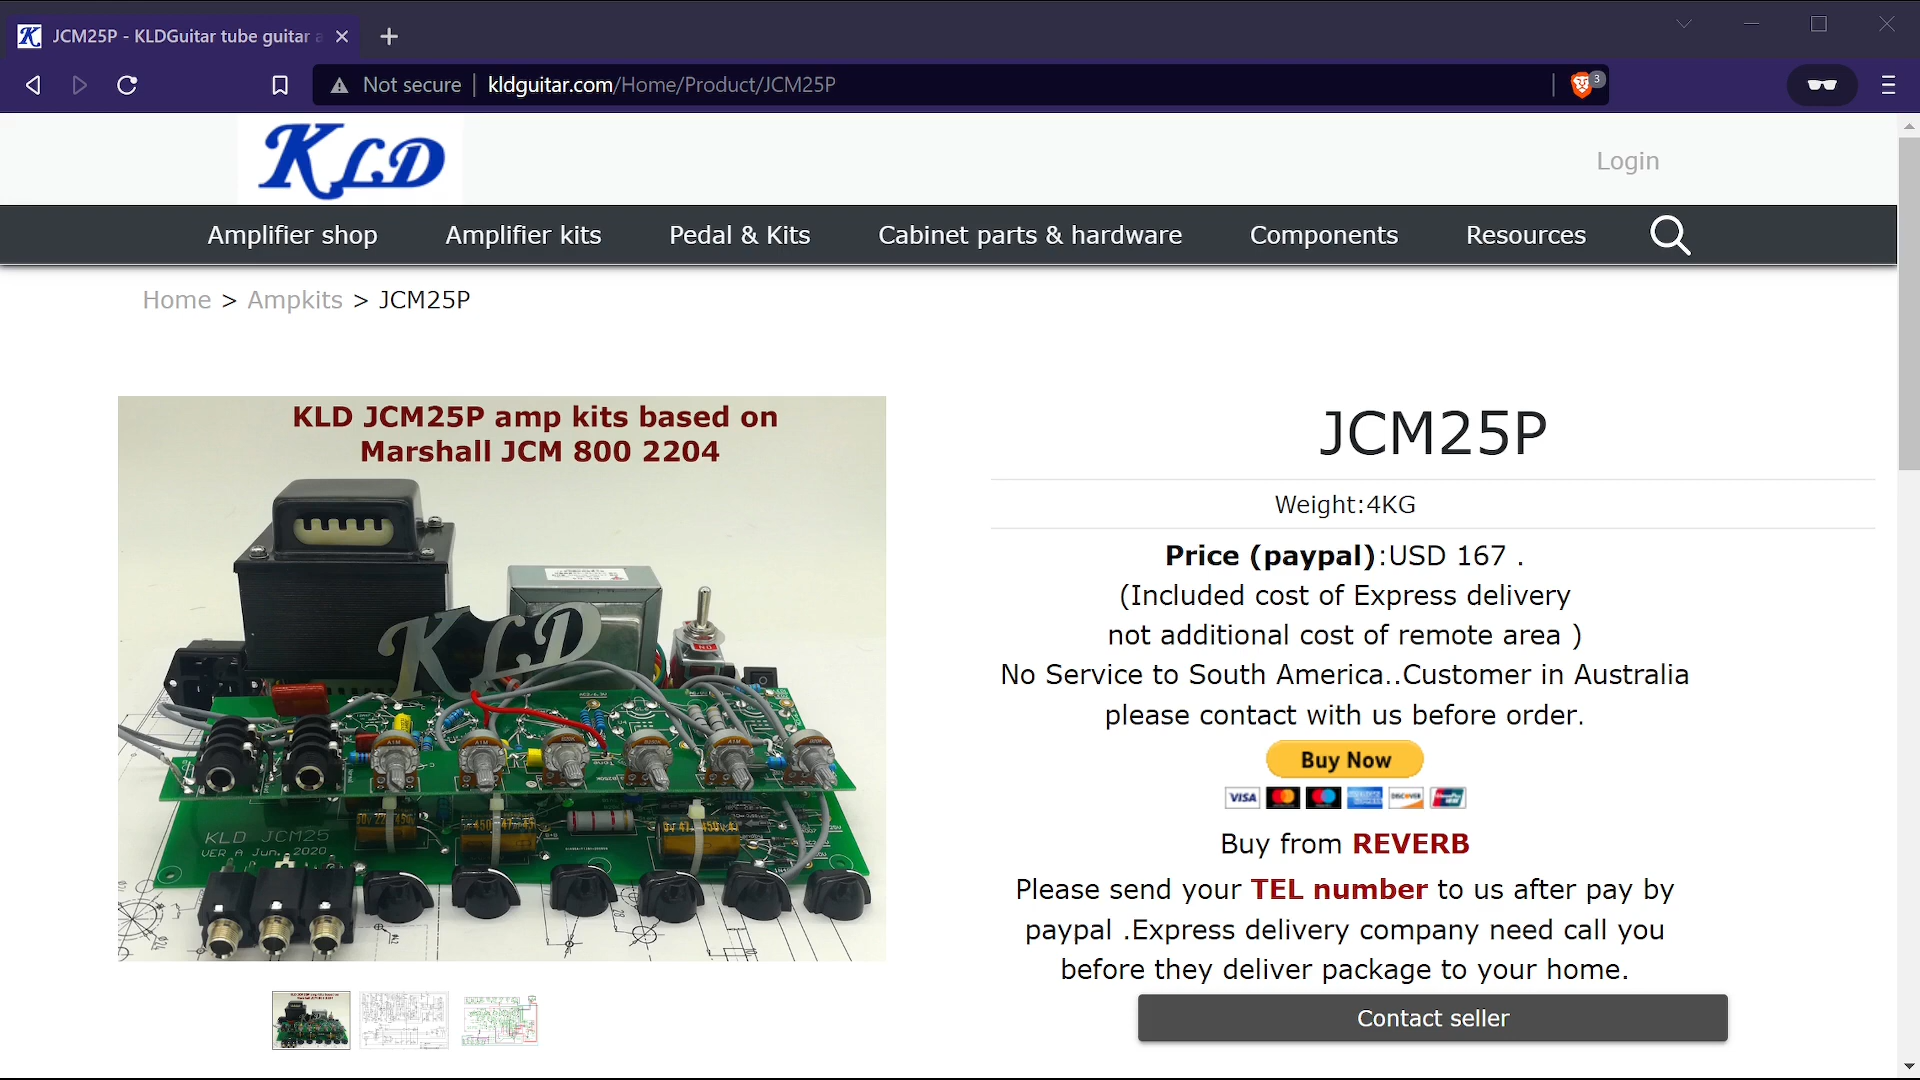 JCM25P - KLDGuitar tube guitar a
Not secure
kldguitar.com/Home/Product/JCM25P
3
KLD
Login
Amplifier shop
Amplifier kits
Pedal & Kits
Cabinet parts & hardware
Components
Resources
Home > Ampkits > JCM25P
KLD JCM25P amp kits based on
Marshall JCM 800 2204
KLD
KLD JCM25
VER A Jun. 2020
JCM25P
Weight:4KG
Price (paypal):USD 167 .
(Included cost of Express delivery
not additional cost of remote area )
No Service to South America..Customer in Australia
please contact with us before order.
Buy Now
VISA
DISCOVER
Buy from REVERB
Please send your TEL number to us after pay by
paypal .Express delivery company need call you
before they deliver package to your home.
Contact seller